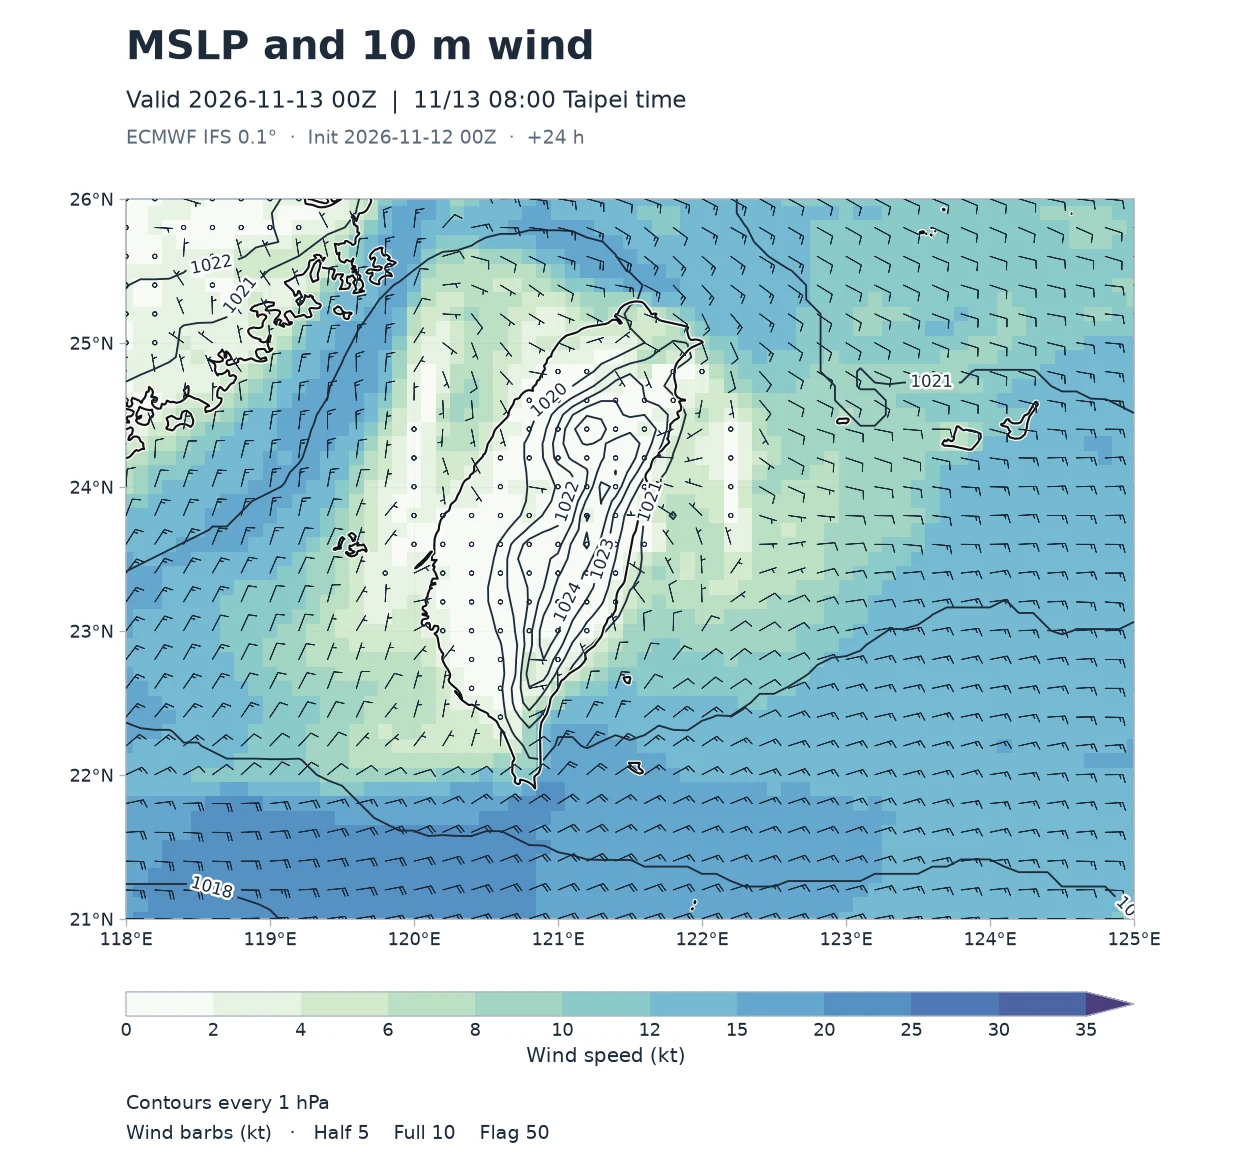 MSLP and 10 m wind
Valid 2026-11-13 00Z | 11/13 08:00 Taipei time
ECMWF IFS 0.1° · Init 2026-11-12 00Z · +24 h
26°N
1022
1021
25°N
1021
1020
24°N
1022
1021
1023
1024
23°N
22°N
1018
10
21°N
118°E 119°E 120°E 121°E 122°E 123°E 124°E 125°E
0 2 4 6 8 10 12 15 20 25 30 35
Wind speed (kt)
Contours every 1 hPa
Wind barbs (kt) · Half 5 Full 10 Flag 50